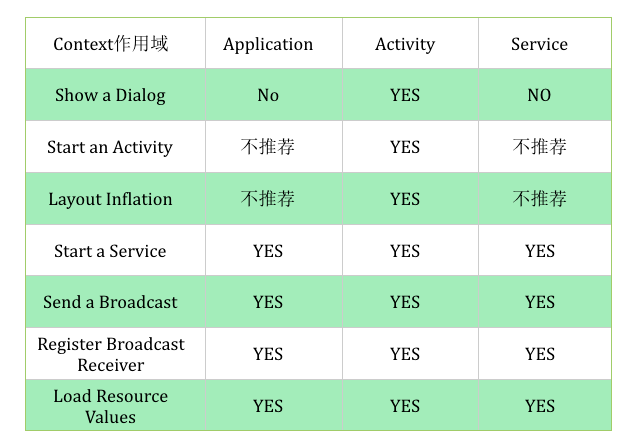 Context作用域 Application Activity Service
Show a Dialog No YES NO
Start an Activity 不推荐 YES 不推荐
Layout Inflation 不推荐 YES 不推荐
Start a Service YES YES YES
Send a Broadcast YES YES YES
Register Broadcast
Receiver YES YES YES
Load Resource
Values YES YES YES